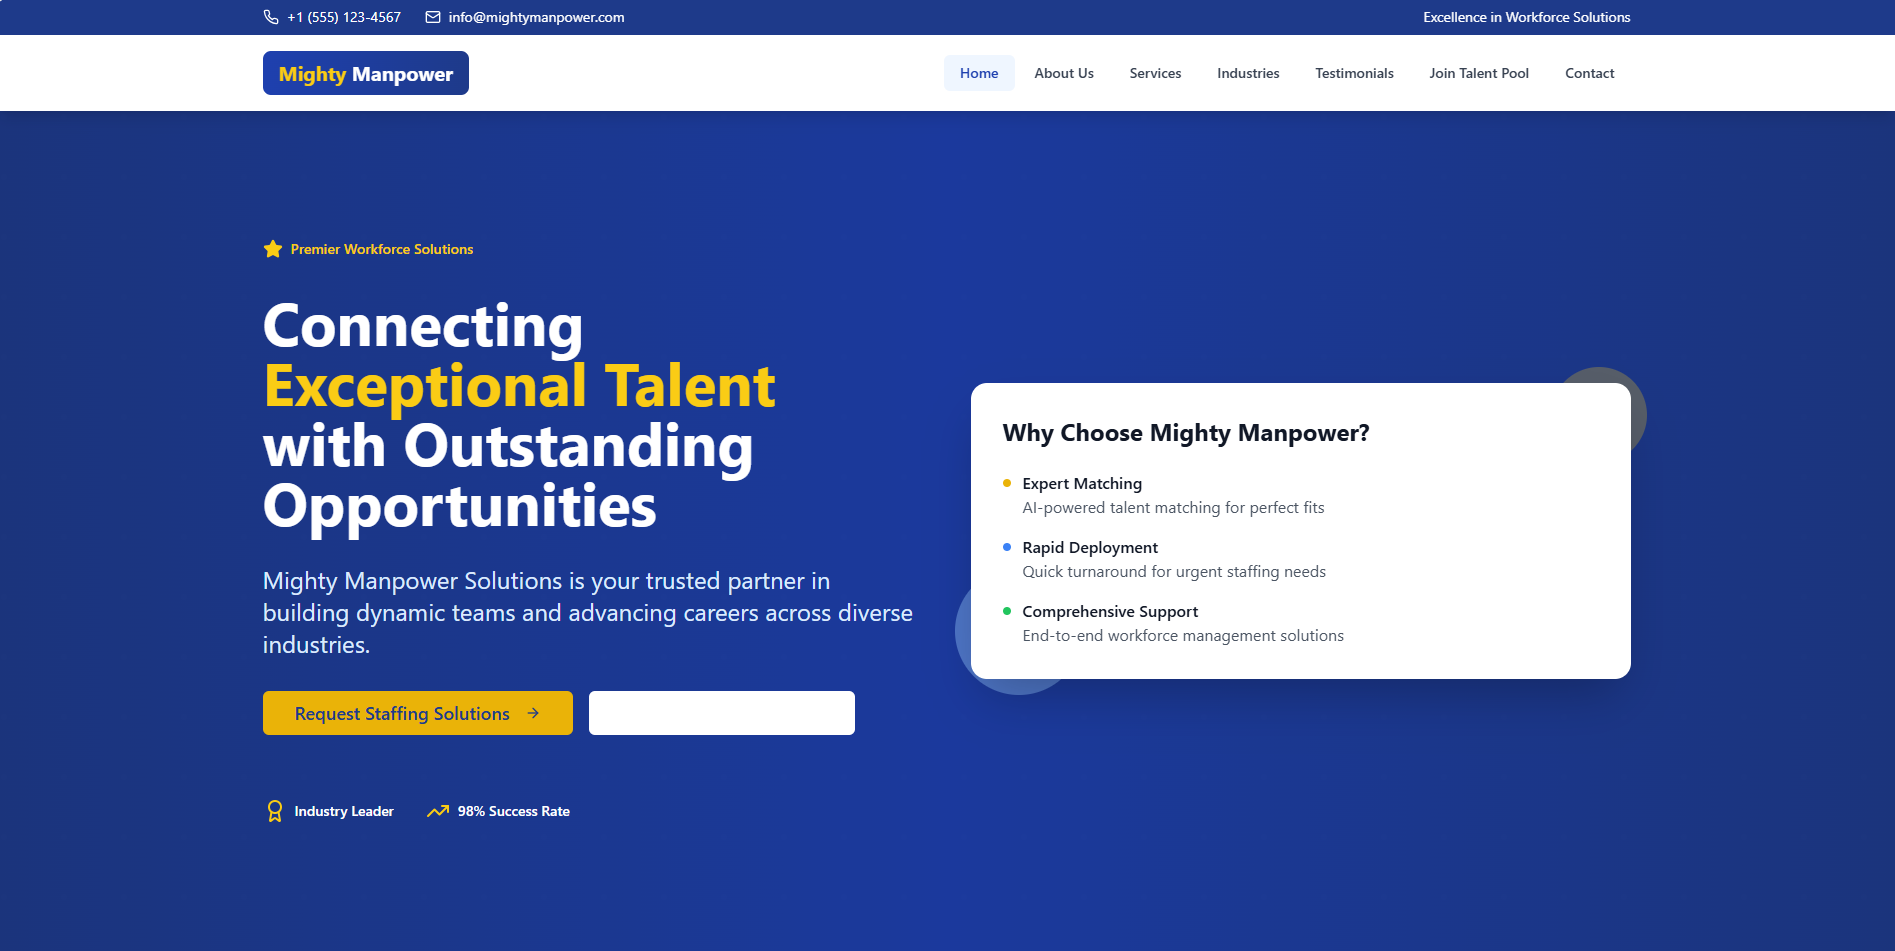 +1 (555) 123-4567
info@mightymanpower.com
Excellence in Workforce Solutions
Mighty Manpower
Home
About Us
Services
Industries
Testimonials
Join Talent Pool
Contact
Premier Workforce Solutions
Connecting
Exceptional Talent
with Outstanding
Opportunities
Mighty Manpower Solutions is your trusted partner in
building dynamic teams and advancing careers across diverse
industries.
Request Staffing Solutions
Industry Leader
98% Success Rate
Why Choose Mighty Manpower?
Expert Matching
AI-powered talent matching for perfect fits
Rapid Deployment
Quick turnaround for urgent staffing needs
Comprehensive Support
End-to-end workforce management solutions